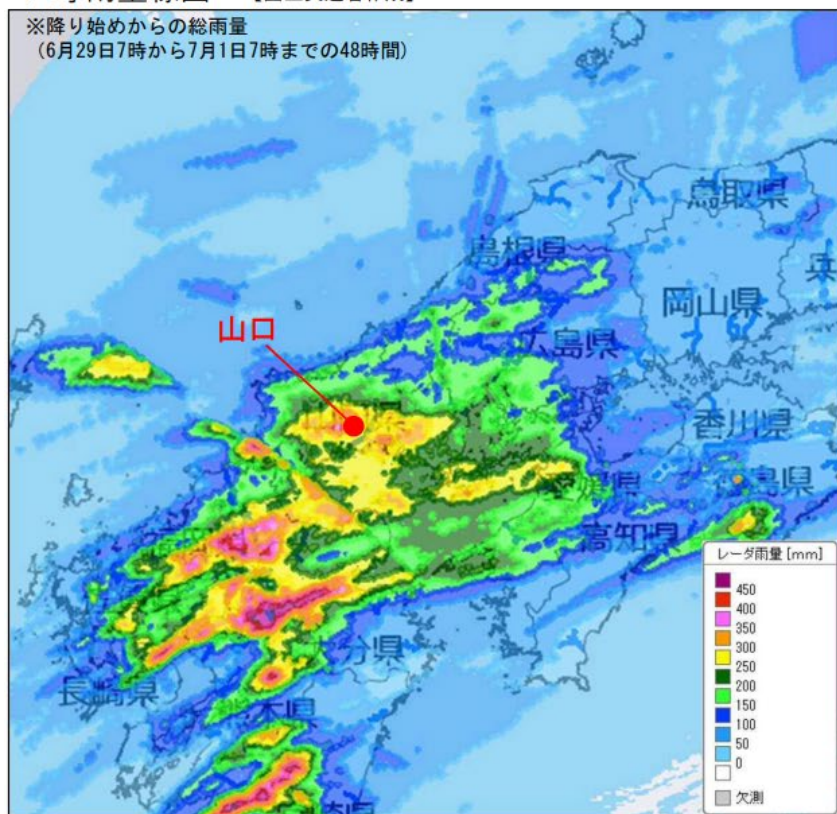 ※降り始めからの総雨量
(6月29日7時から7月1日7時までの48時間)
鳥取県
島根県
兵
岡山県
山口
広島県
香川県
愛媛県
島県
高知県
大分県
長崎県
レーダ雨量 [mm]
450
400
350
300
250
200
150
100
50
0
欠測